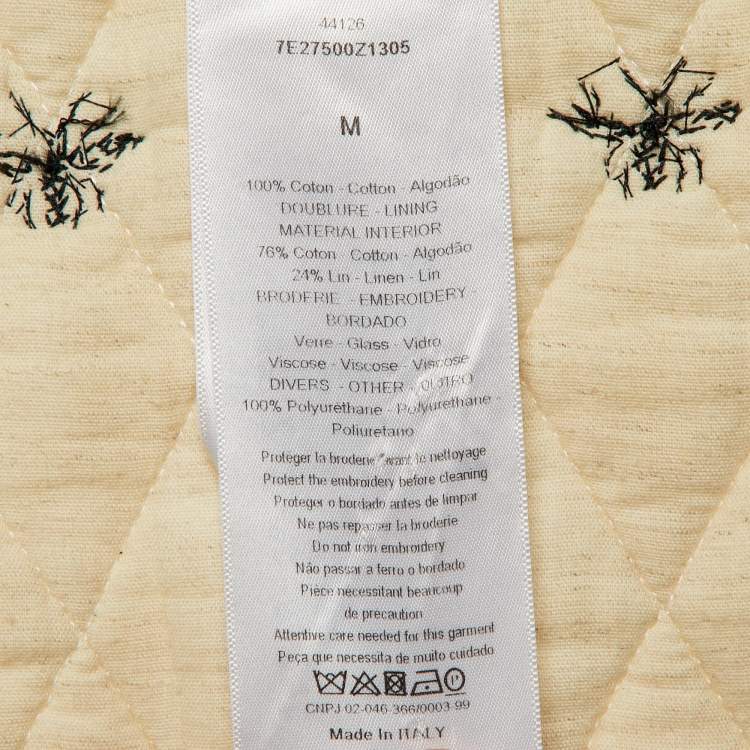 44126
7E27500Z1305
M
100% Coton - Cotton - Algodão
DOUBLURE - LINING
MATERIAL INTERIOR
76% Coton - Cotton - Algodão
24% Lin - Linen - Lin
BRODERIE - EMBROIDERY -
BORDADO
Verre - Glass - Vidro
Viscose - Viscose - Viscose
DIVERS - OTHER - OUTRO
100% Polyuréthane - Polyurethane -
Poliuretano
Proteger la broderie avant le nettoyage
Protect the embroidery before cleaning
Proteger o bordado antes de limpar
Ne pas repasser la broderie
Do not iron embroidery
Não passar a ferro o bordado
Pièce necessitant beaucoup
de precaution
Attentive care needed for this garment
Peça que necessita de muito cuidado
P
CNPJ 02-046-366/0003-99
Made In ITALY